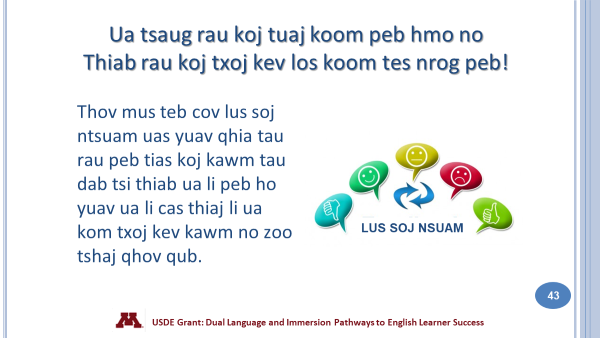 Ua tsaug rau koj tuaj koom peb hmo no
Thiab rau koj txoj kev los koom tes nrog peb!
Thov mus teb cov lus soj
ntsuam uas yuav qhia tau
rau peb tias koj kawm tau
dab tsi thiab ua li peb ho
yuav ua li cas thiaj li ua
kom txoj kev kawm no zoo
tshaj qhov qub.
LUS SOJ NSUAM
43
USDE Grant: Dual Language and Immersion Pathways to English Learner Success